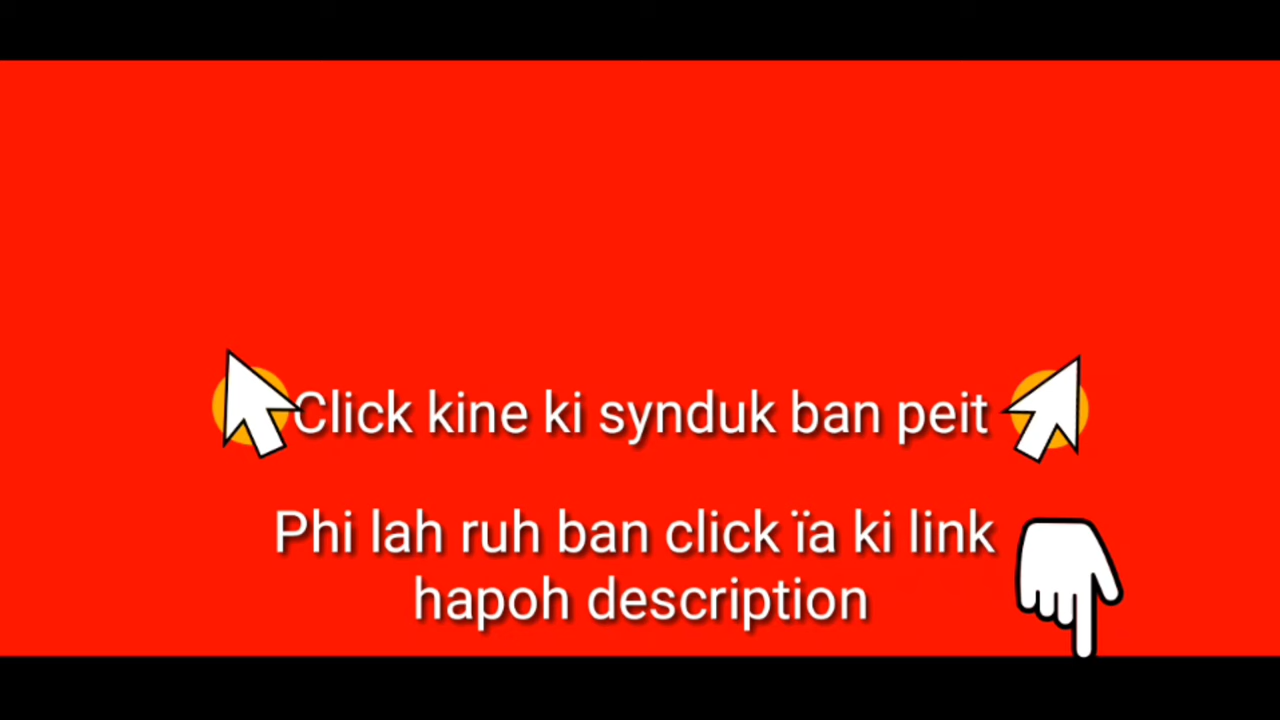 Click kine ki synduk ban peit
Phi lah ruh ban click ïa ki link
hapoh description